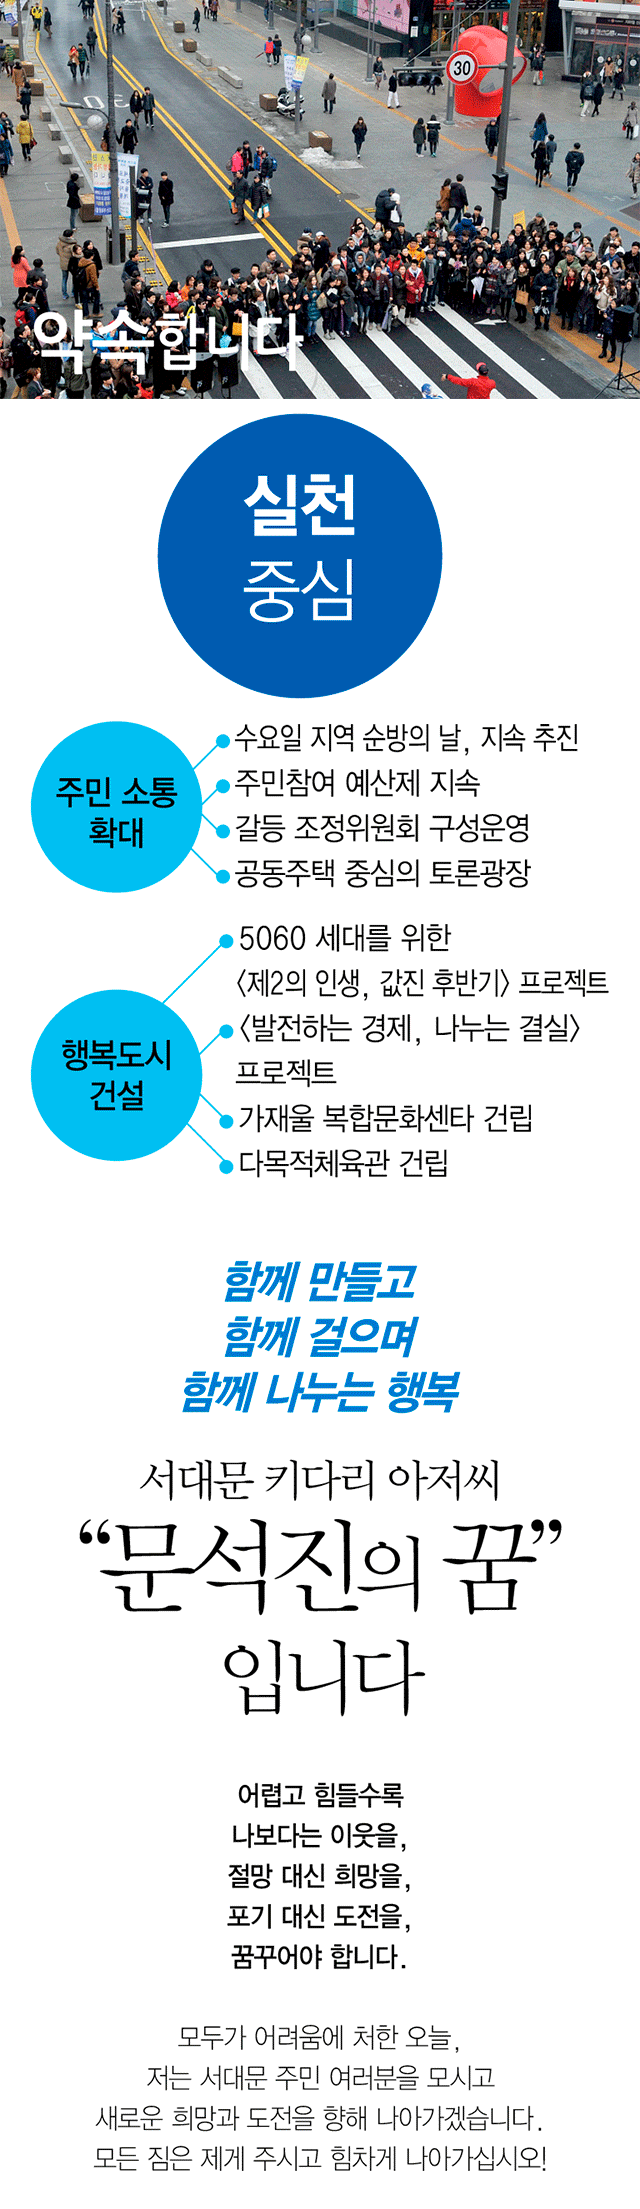 30
약속합니다
실천
중심
주민 소통
확대
수요일 지역 순방의 날, 지속 추진
주민참여 예산제 지속
갈등 조정위원회 구성운영
공동주택 중심의 토론광장
행복도시
건설
5060 세대를 위한
〈제2의 인생, 값진 후반기〉 프로젝트
〈발전하는 경제, 나누는 결실〉
프로젝트
가재울 복합문화센타 건립
다목적체육관 건립
함께 만들고
함께 걸으며
함께 나누는 행복
서대문 키다리 아저씨
“문석진의 꿈”
입니다
어렵고 힘들수록
나보다는 이웃을,
절망 대신 희망을,
포기 대신 도전을,
꿈꾸어야 합니다.
모두가 어려움에 처한 오늘,
저는 서대문 주민 여러분을 모시고
새로운 희망과 도전을 향해 나아가겠습니다.
모든 짐은 제게 주시고 힘차게 나아가십시오!